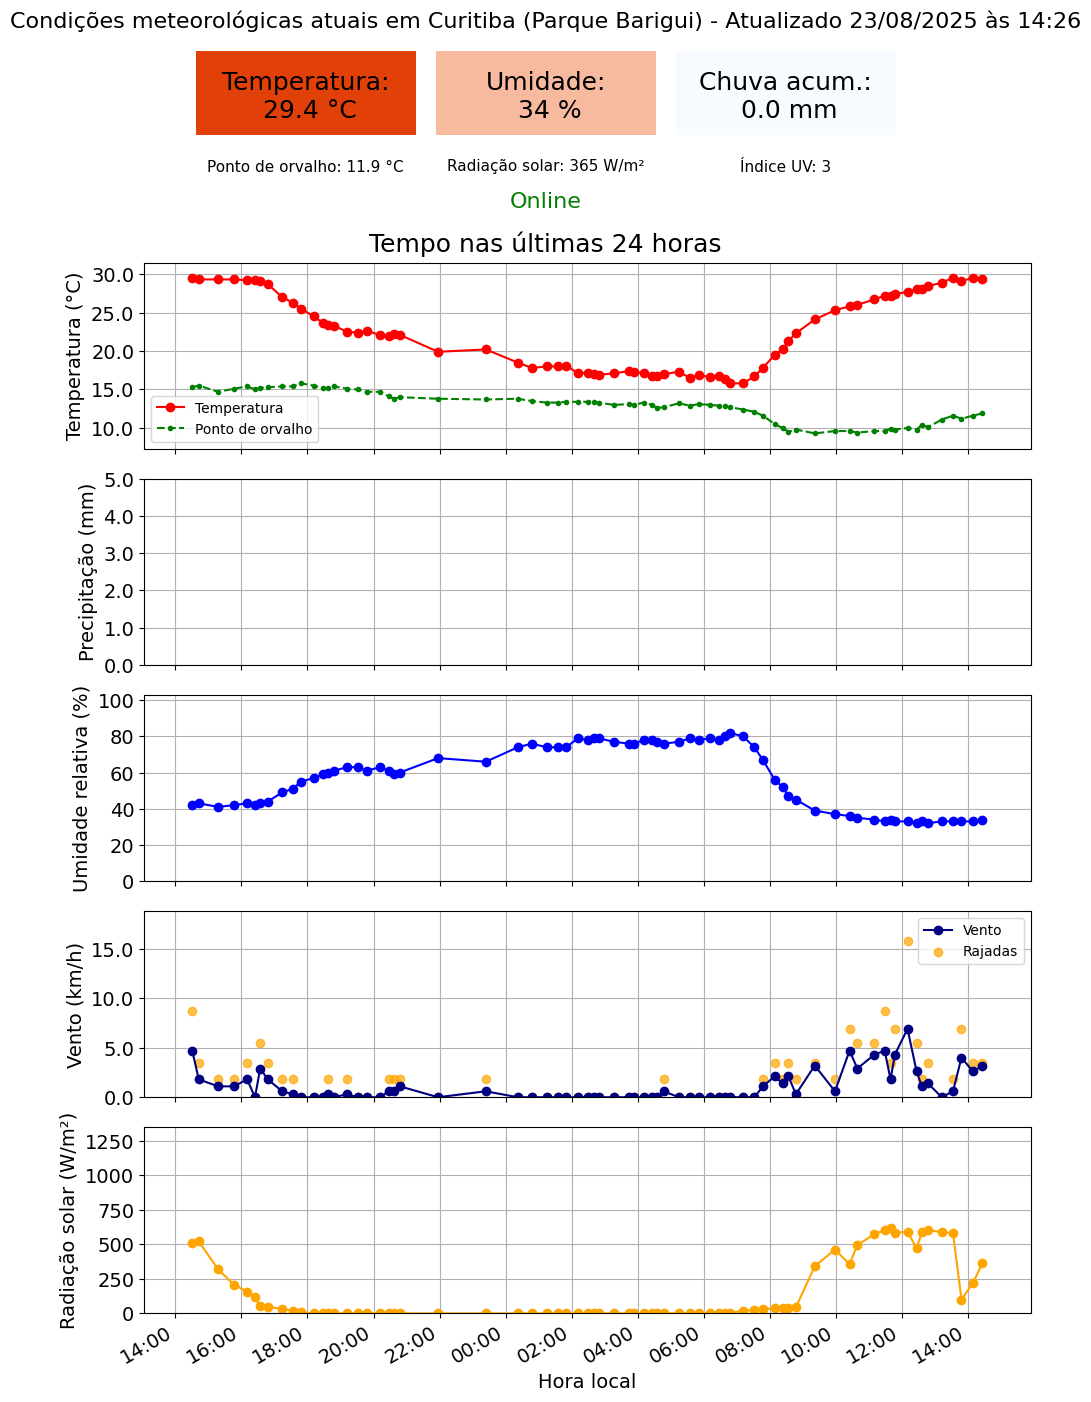 Condições meteorológicas atuais em Curitiba (Parque Barigui) - Atualizado 23/08/2025 às 14:26
Temperatura:
29.4 °C
Umidade:
34 %
Chuva acum.:
0.0 mm
Ponto de orvalho: 11.9 °C
Radiação solar: 365 W/m²
Índice UV: 3
Online
Tempo nas últimas 24 horas
Temperatura (°C)
30.0
25.0
20.0
15.0
10.0
Temperatura
Ponto de orvalho
Precipitação (mm)
5.0
4.0
3.0
2.0
1.0
0.0
Umidade relativa (%)
100
80
60
40
20
0
Vento (km/h)
15.0
10.0
5.0
0.0
Vento
Rajadas
Radiação solar (W/m²)
1250
1000
750
500
250
0
14:00
16:00
18:00
20:00
22:00
00:00
02:00
04:00
06:00
08:00
10:00
12:00
14:00
Hora local